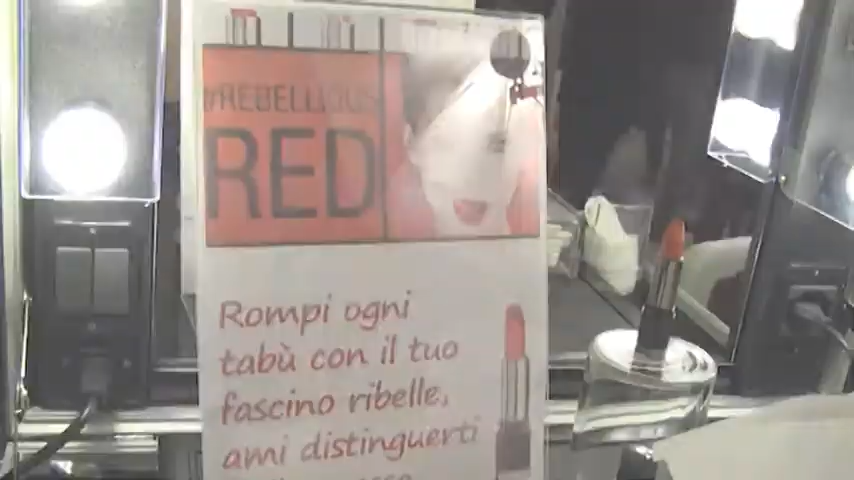 #REBELLIOUS
RED
Rompi ogni
tabù con il tuo
fascino ribelle,
ami distinguerti